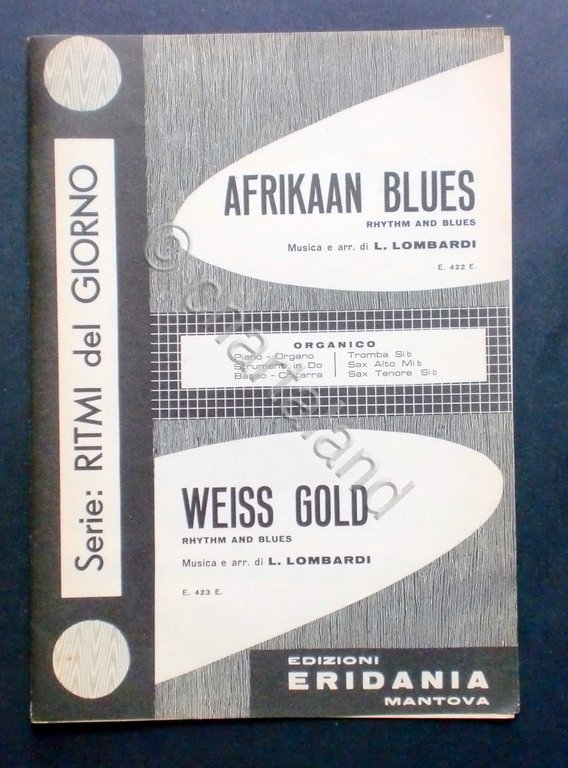 Serie: RITMI del GIORNO
AFRIKAAN BLUES
RHYTHM AND BLUES
Musica e arr. di L. LOMBARDI
E. 422 E.
ORGANICO
Piano - Organo
Strumenti in Do
Basso - Chitarra
Tromba Sib
Sax Alto Mib
Sax Tenore Sib
WEISS GOLD
RHYTHM AND BLUES
Musica e arr. di L. LOMBARDI
E. 423 E.
EDIZIONI
ERIDANIA
MANTOVA
© chartaland